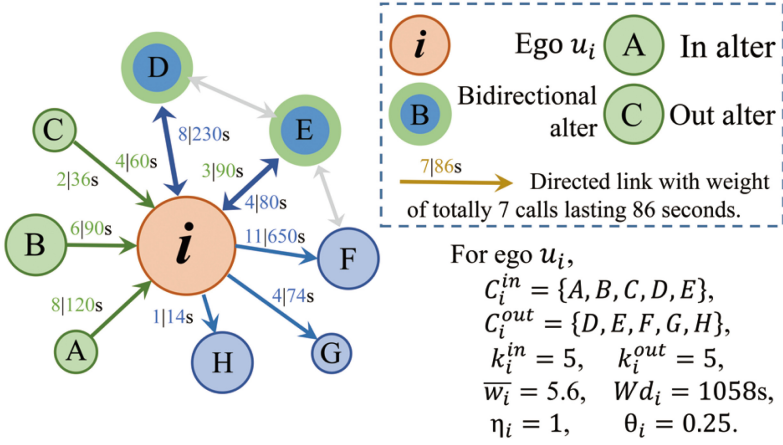 D
E
C
B
A
i
F
G
H
8|230s
4|60s
3|90s
2|36s
4|80s
6|90s
11|650s
8|120s
4|74s
1|14s
i Ego u_i A In alter
B Bidirectional alter C Out alter
7|86s Directed link with weight
of totally 7 calls lasting 86 seconds.
For ego u_i,
C_i^{in} = {A, B, C, D, E},
C_i^{out} = {D, E, F, G, H},
k_i^{in} = 5, k_i^{out} = 5,
\overline{w_i} = 5.6, Wd_i = 1058s,
η_i = 1, θ_i = 0.25.